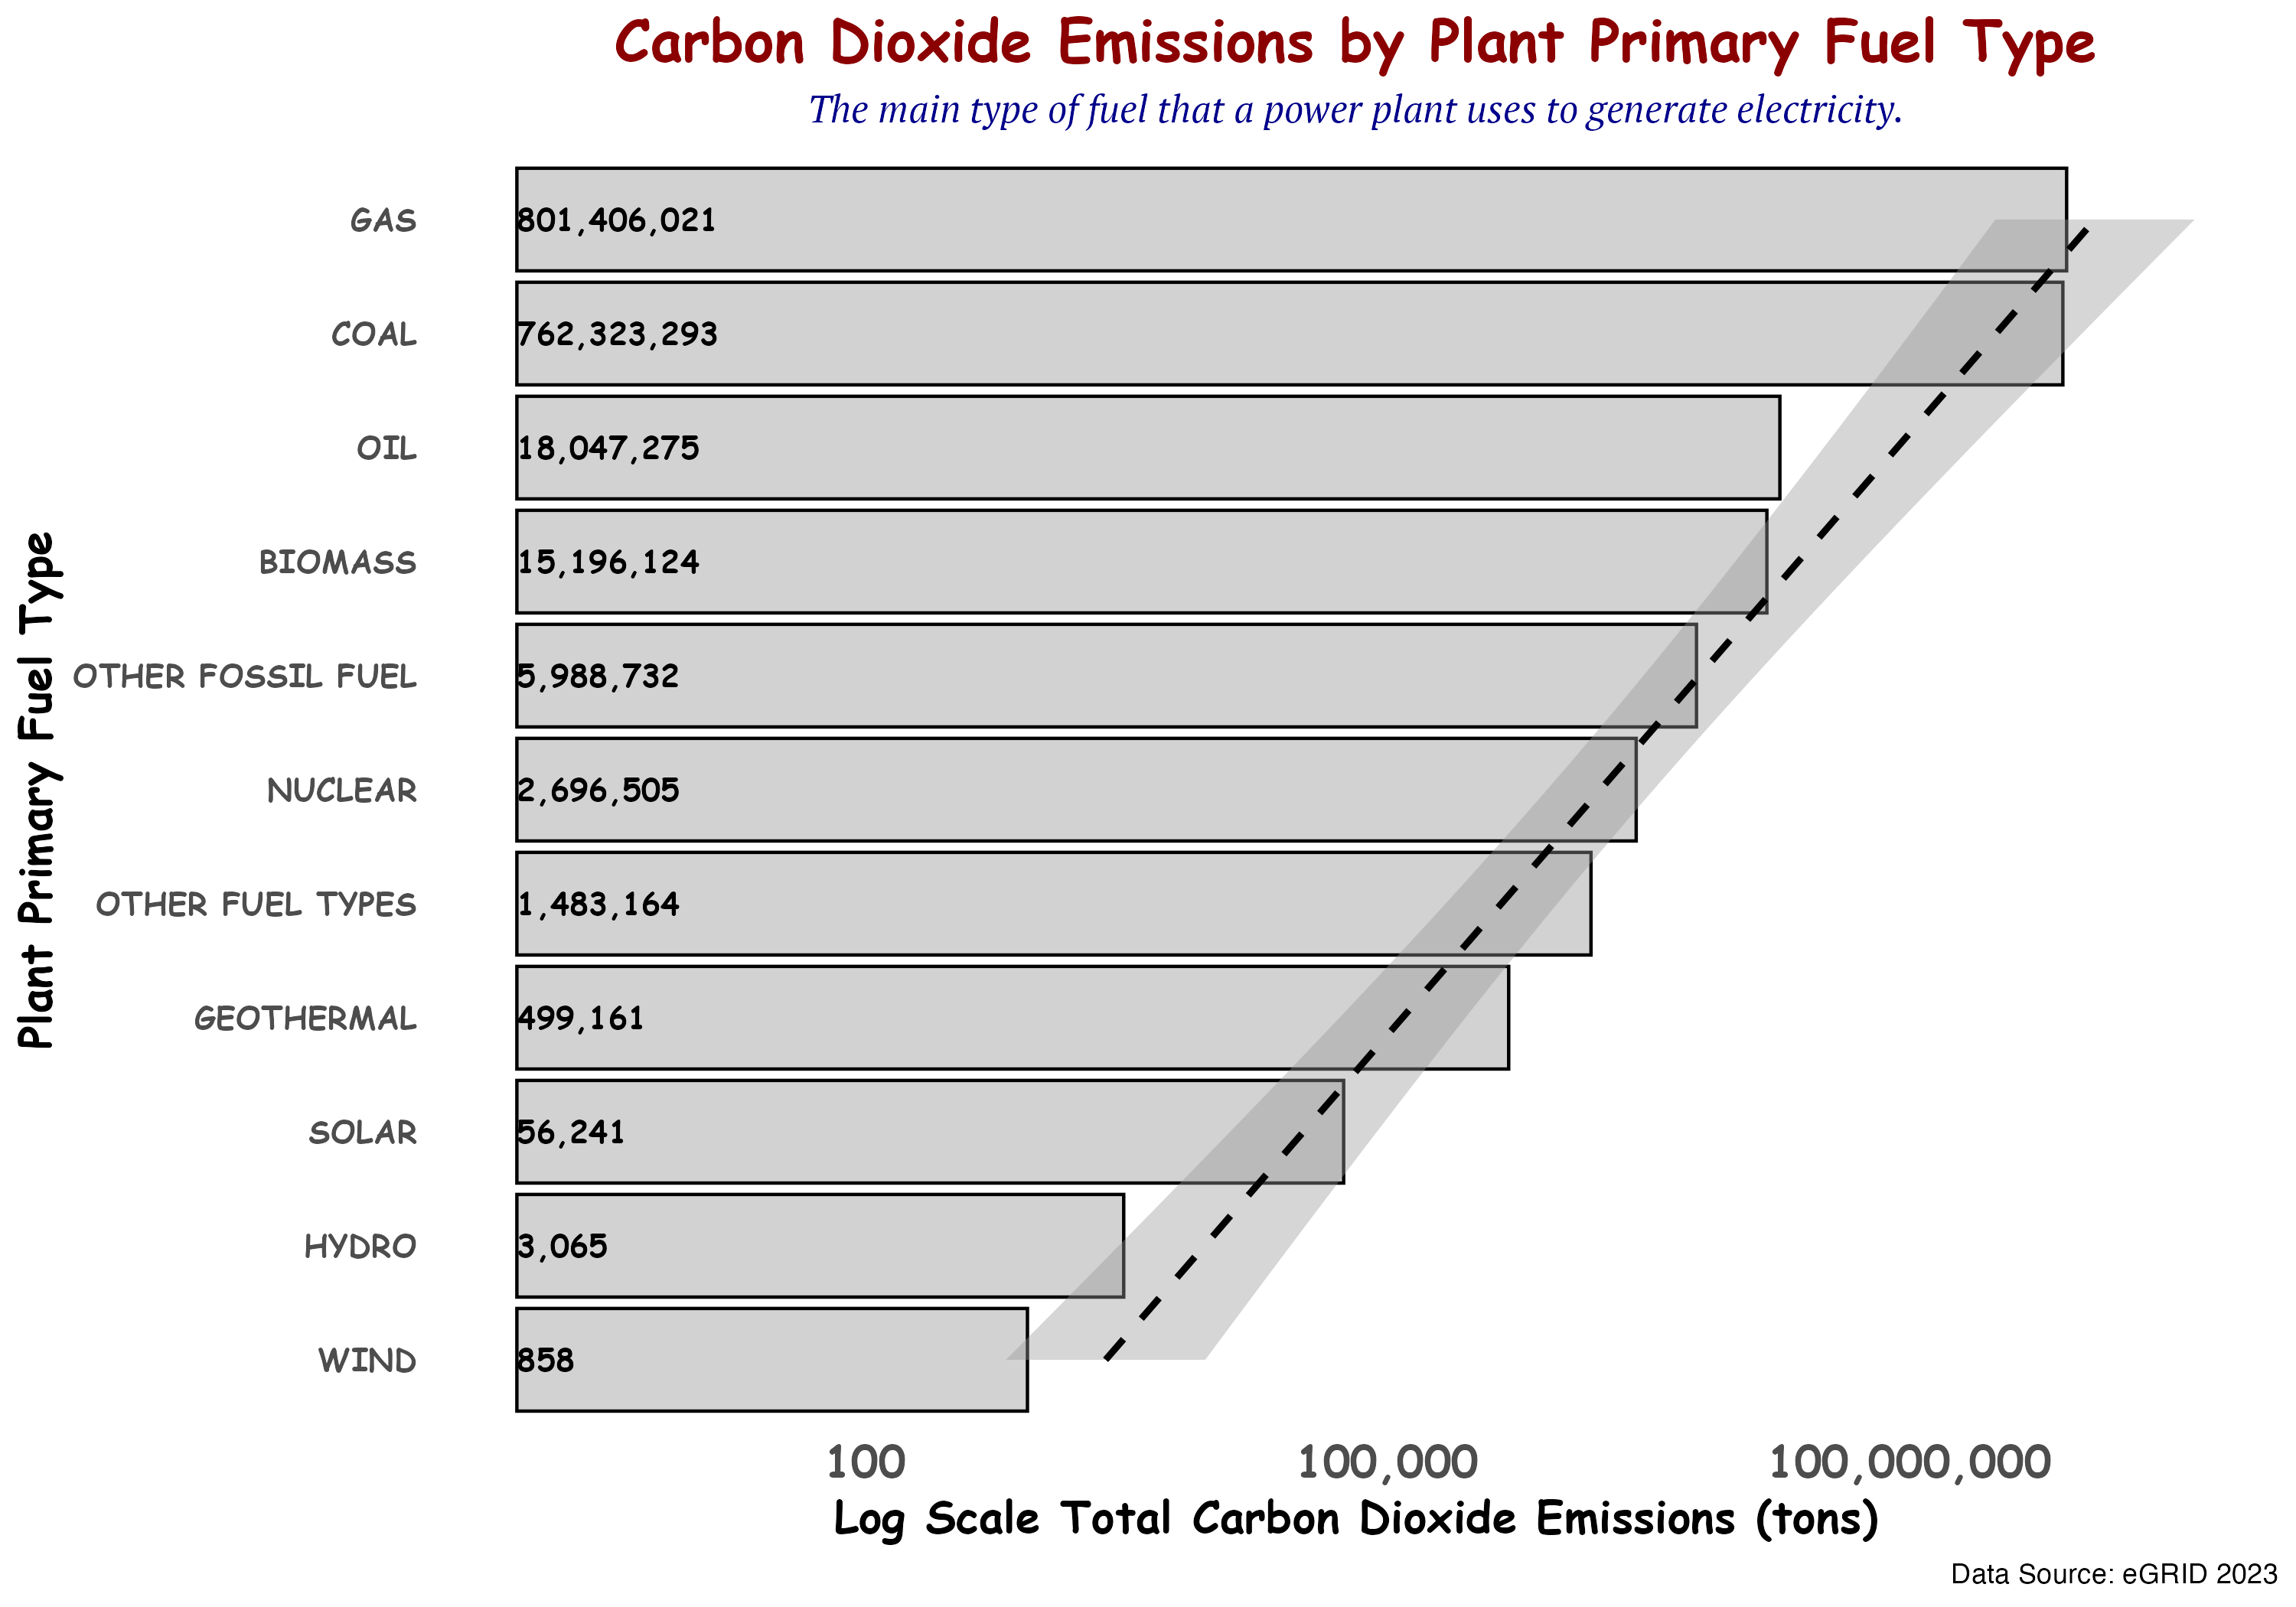 Carbon Dioxide Emissions by Plant Primary Fuel Type
The main type of fuel that a power plant uses to generate electricity.
Plant Primary Fuel Type
GAS 801,406,021
COAL 762,323,293
OIL 18,047,275
BIOMASS 15,196,124
OTHER FOSSIL FUEL 5,988,732
NUCLEAR 2,696,505
OTHER FUEL TYPES 1,483,164
GEOTHERMAL 499,161
SOLAR 56,241
HYDRO 3,065
WIND 858
100 100,000 100,000,000
Log Scale Total Carbon Dioxide Emissions (tons)
Data Source: eGRID 2023